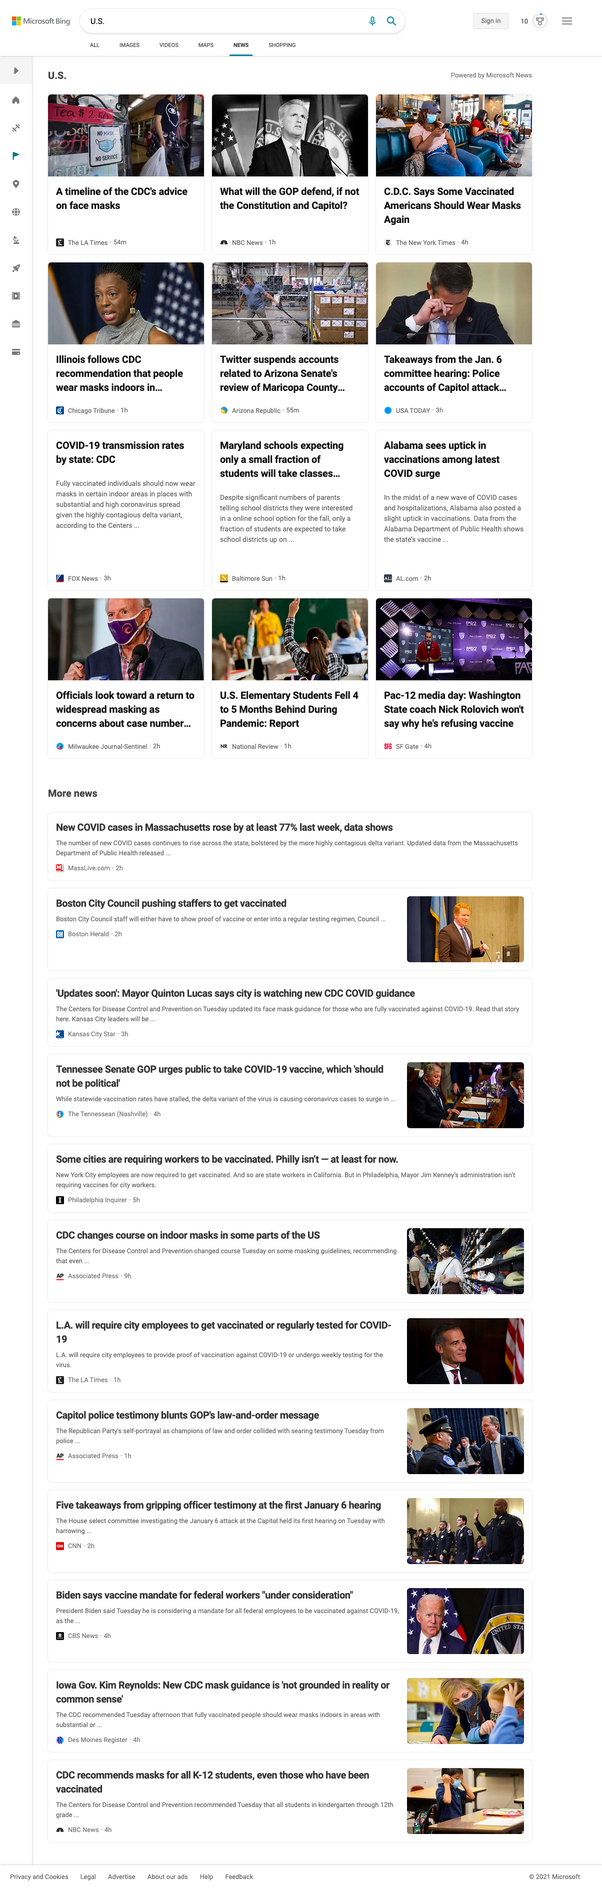 Microsoft Bing
U.S.
Sign in
10
ALL
IMAGES
VIDEOS
MAPS
NEWS
SHOPPING
U.S.
Powered by Microsoft News
NO MASK
NO SERVICE
A timeline of the CDC's advice
on face masks
The LA Times · 54m
What will the GOP defend, if not
the Constitution and Capitol?
NBC News · 1h
C.D.C. Says Some Vaccinated
Americans Should Wear Masks
Again
The New York Times · 4h
Illinois follows CDC
recommendation that people
wear masks indoors in...
Chicago Tribune · 1h
Twitter suspends accounts
related to Arizona Senate's
review of Maricopa County...
Arizona Republic · 55m
Takeaways from the Jan. 6
committee hearing: Police
accounts of Capitol attack...
USA TODAY · 3h
COVID-19 transmission rates
by state: CDC
Fully vaccinated individuals should now wear
masks in certain indoor areas in places with
substantial and high coronavirus spread
given the highly contagious delta variant,
according to the Centers ...
FOX News · 3h
Maryland schools expecting
only a small fraction of
students will take classes...
Despite significant numbers of parents
telling school districts they were interested
in a online school option for the fall, only a
fraction of students are expected to take
school districts up on ...
Baltimore Sun · 1h
Alabama sees uptick in
vaccinations among latest
COVID surge
In the midst of a new wave of COVID cases
and hospitalizations, Alabama also posted a
slight uptick in vaccinations. Data from the
Alabama Department of Public Health shows
the state's vaccine ...
AL.com · 2h
Officials look toward a return to
widespread masking as
concerns about case number...
Milwaukee Journal-Sentinel · 2h
U.S. Elementary Students Fell 4
to 5 Months Behind During
Pandemic: Report
NR
National Review · 1h
Pac-12 media day: Washington
State coach Nick Rolovich won't
say why he's refusing vaccine
SF Gate · 4h
More news
New COVID cases in Massachusetts rose by at least 77% last week, data shows
The number of new COVID cases continues to rise across the state, bolstered by the more highly contagious delta variant. Updated data from the Massachusetts
Department of Public Health released ...
MassLive.com · 2h
Boston City Council pushing staffers to get vaccinated
Boston City Council staff will either have to show proof of vaccine or enter into a regular testing regimen, Council ...
Boston Herald · 2h
'Updates soon': Mayor Quinton Lucas says city is watching new CDC COVID guidance
The Centers for Disease Control and Prevention on Tuesday updated its face mask guidance for those who are fully vaccinated against COVID-19. Read that story
here. Kansas City leaders will be ...
Kansas City Star · 3h
Tennessee Senate GOP urges public to take COVID-19 vaccine, which 'should
not be political'
While statewide vaccination rates have stalled, the delta variant of the virus is causing coronavirus cases to surge in ...
The Tennessean (Nashville) · 4h
Some cities are requiring workers to be vaccinated. Philly isn't — at least for now.
New York City employees are now required to get vaccinated. And so are state workers in California. But in Philadelphia, Mayor Jim Kenney's administration isn't
requiring vaccines for city workers.
Philadelphia Inquirer · 5h
CDC changes course on indoor masks in some parts of the US
The Centers for Disease Control and Prevention changed course Tuesday on some masking guidelines, recommending
that even ...
AP
Associated Press · 9h
L.A. will require city employees to get vaccinated or regularly tested for COVID-
19
L.A. will require city employees to provide proof of vaccination against COVID-19 or undergo weekly testing for the
virus.
The LA Times · 1h
Capitol police testimony blunts GOP's law-and-order message
The Republican Party's self-portrayal as champions of law and order collided with searing testimony Tuesday from
police ...
AP
Associated Press · 1h
Five takeaways from gripping officer testimony at the first January 6 hearing
The House select committee investigating the January 6 attack at the Capitol held its first hearing on Tuesday with
harrowing ...
CNN · 2h
Biden says vaccine mandate for federal workers "under consideration"
President Biden said Tuesday he is considering a mandate for all federal employees to be vaccinated against COVID-19,
as the ...
CBS News · 4h
Iowa Gov. Kim Reynolds: New CDC mask guidance is 'not grounded in reality or
common sense'
The CDC recommended Tuesday afternoon that fully vaccinated people should wear masks indoors in areas with
substantial or ...
Des Moines Register · 4h
CDC recommends masks for all K-12 students, even those who have been
vaccinated
The Centers for Disease Control and Prevention recommended Tuesday that all students in kindergarten through 12th
grade ...
NBC News · 4h
Privacy and Cookies
Legal
Advertise
About our ads
Help
Feedback
© 2021 Microsoft